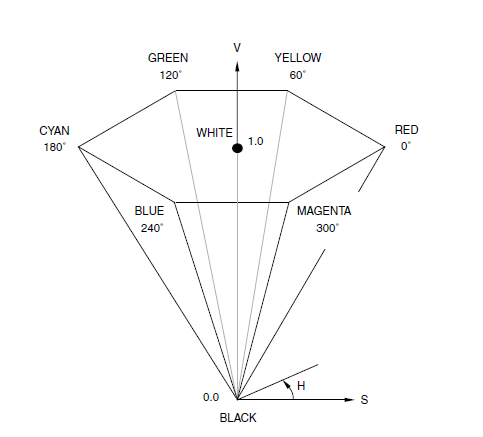 V
GREEN
120°
YELLOW
60°
CYAN
180°
WHITE
1.0
RED
0°
BLUE
240°
MAGENTA
300°
H
0.0
S
BLACK